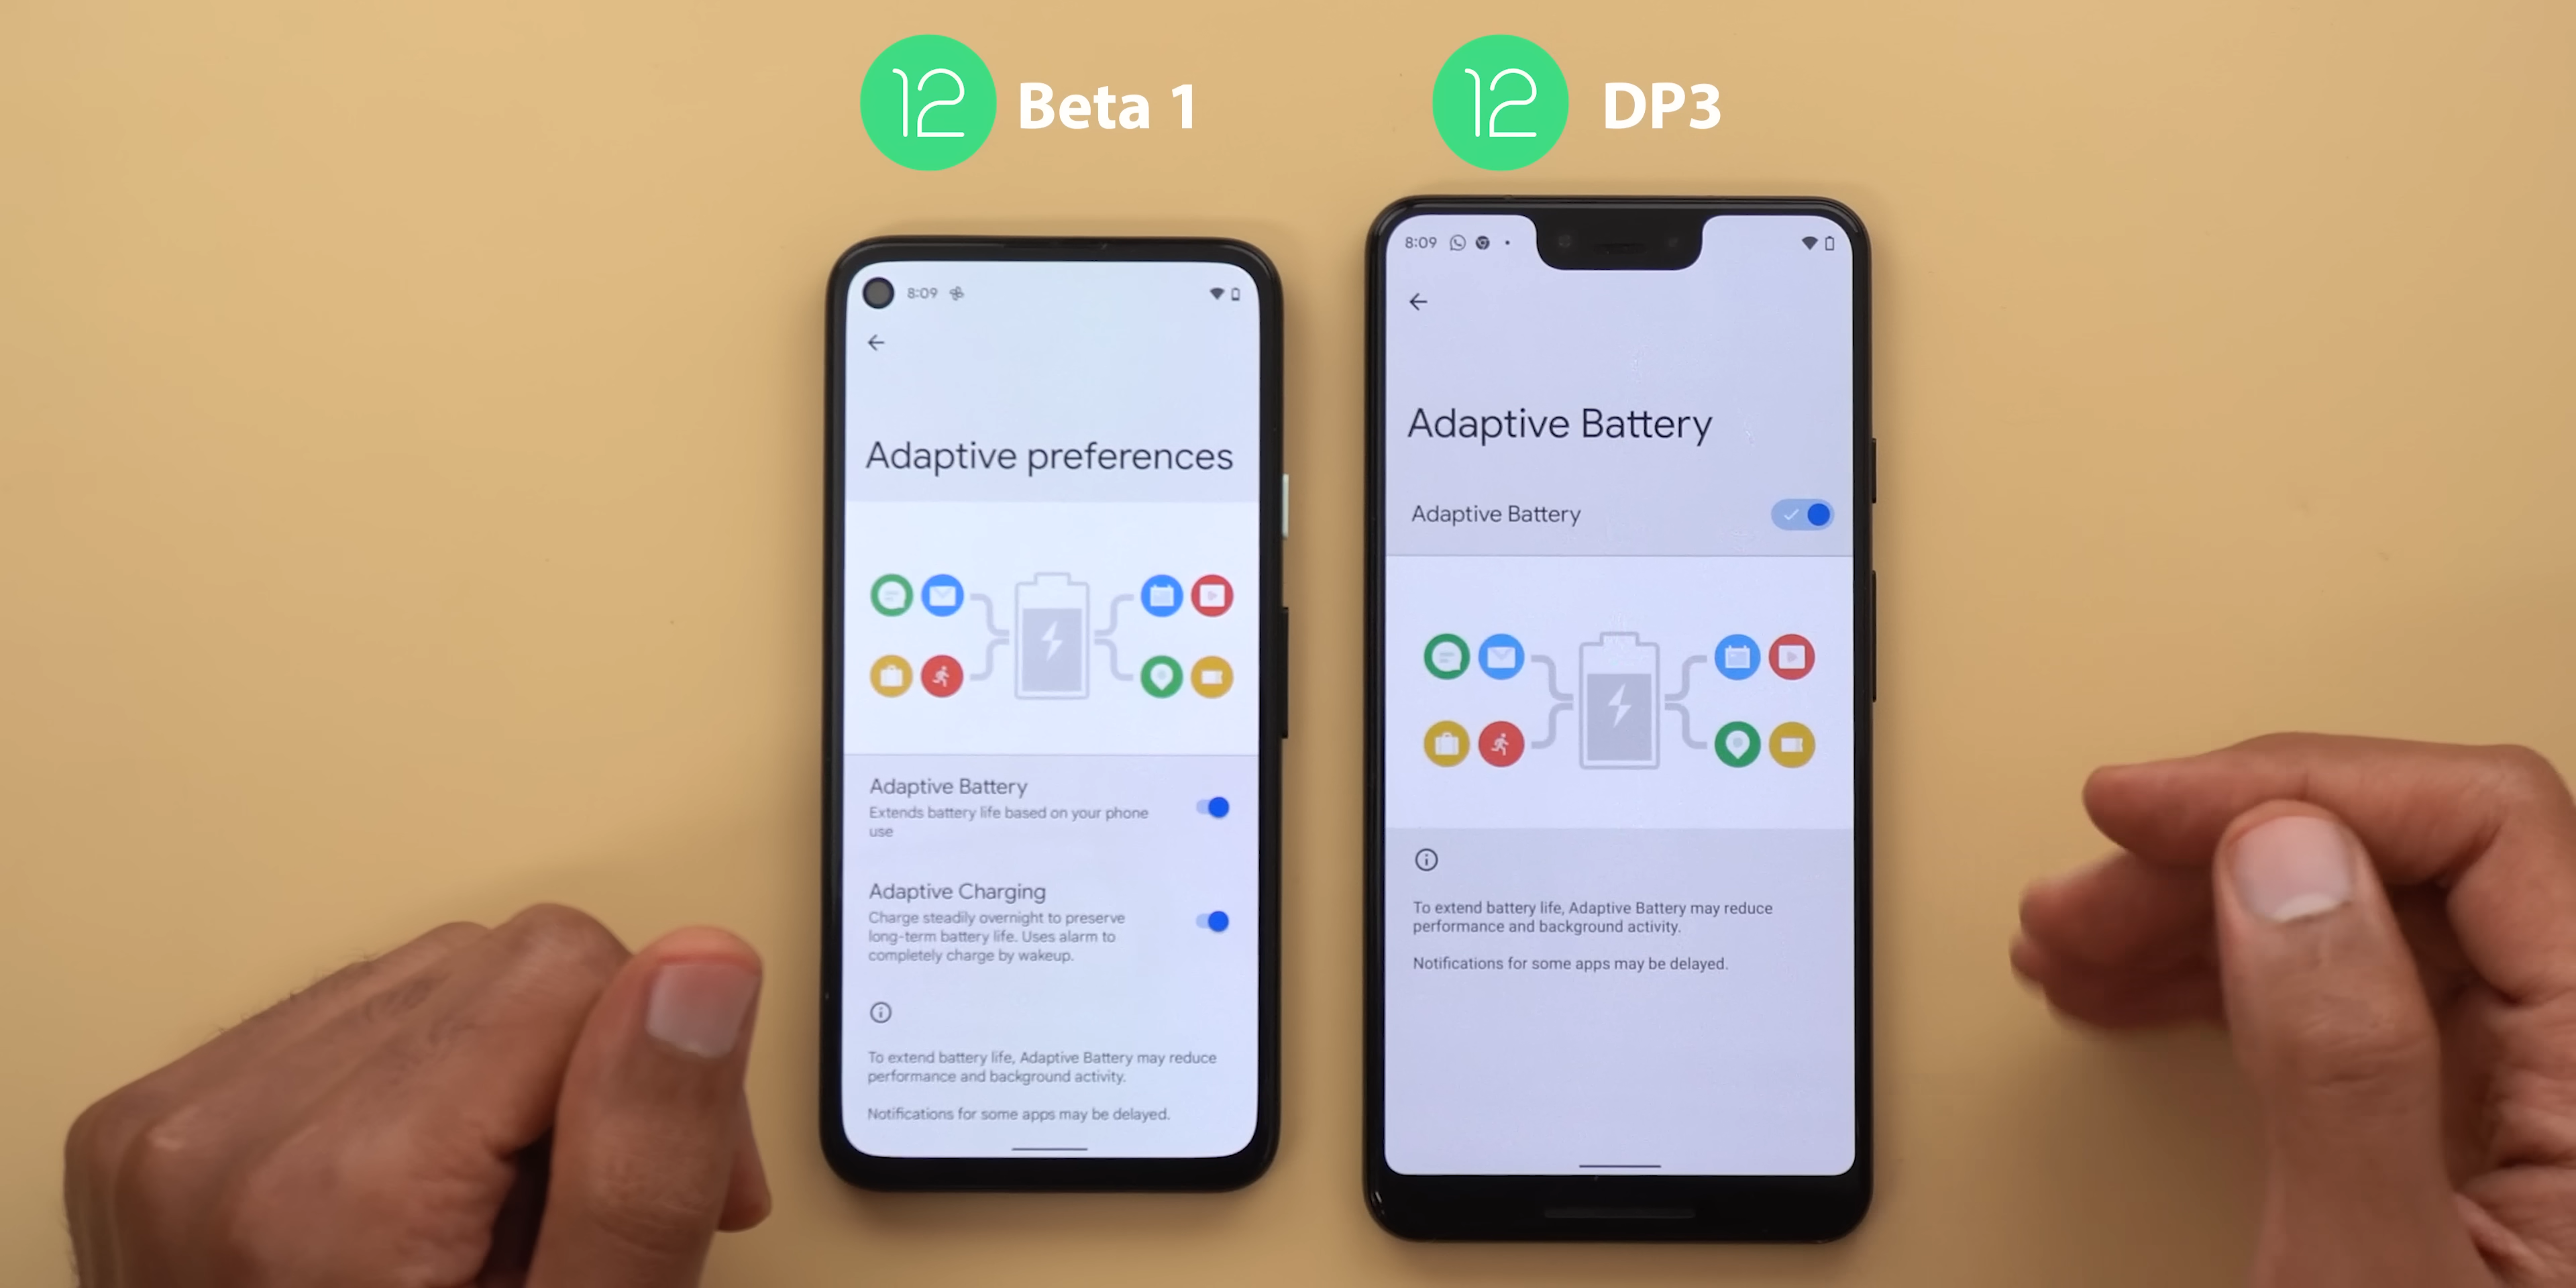 12 Beta 1
12 DP3
8:09
Adaptive preferences
Adaptive Battery
Extends battery life based on your phone
use
Adaptive Charging
Charge steadily overnight to preserve
long-term battery life. Uses alarm to
completely charge by wakeup.
To extend battery life, Adaptive Battery may reduce
performance and background activity.
Notifications for some apps may be delayed.
8:09
Adaptive Battery
Adaptive Battery
To extend battery life, Adaptive Battery may reduce
performance and background activity.
Notifications for some apps may be delayed.